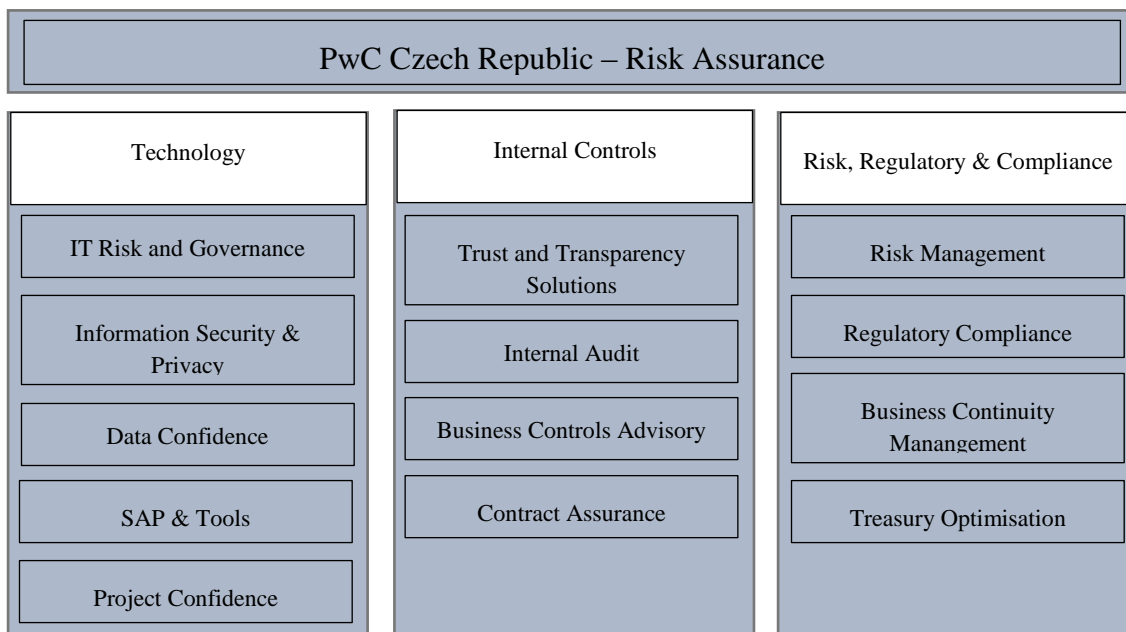 PwC Czech Republic – Risk Assurance
Technology
IT Risk and Governance
Information Security &
Privacy
Data Confidence
SAP & Tools
Project Confidence
Internal Controls
Trust and Transparency
Solutions
Internal Audit
Business Controls Advisory
Contract Assurance
Risk, Regulatory & Compliance
Risk Management
Regulatory Compliance
Business Continuity
Manangement
Treasury Optimisation